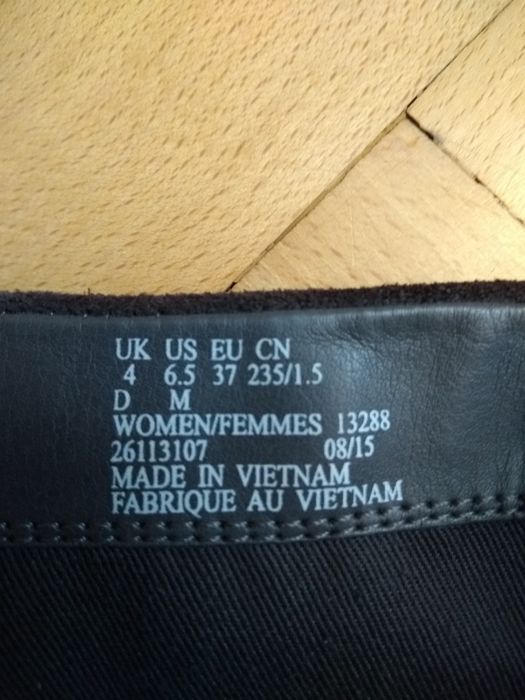 UK US EU CN
4 6.5 37 235/1.5
D M
WOMEN/FEMMES 13288
26113107 08/15
MADE IN VIETNAM
FABRIQUE AU VIETNAM